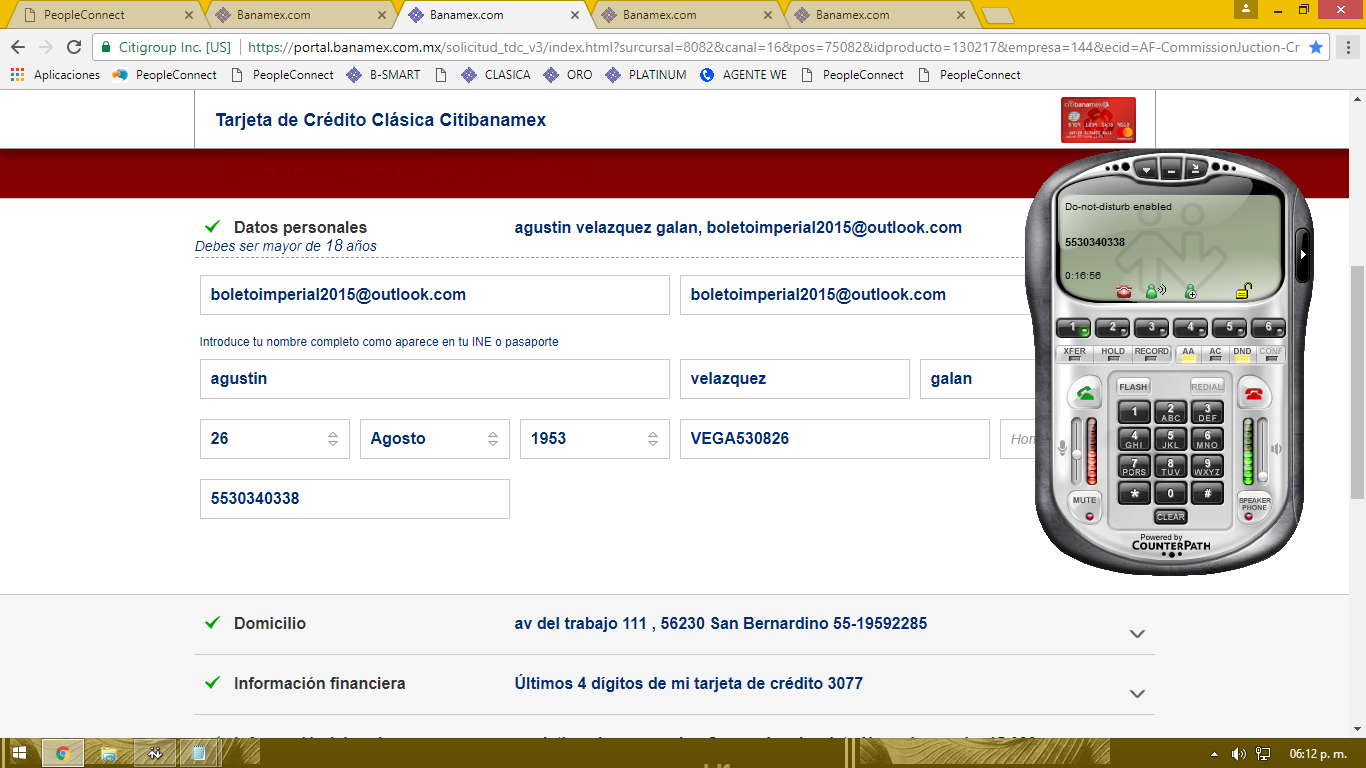 PeopleConnect
Banamex.com
Banamex.com
Banamex.com
Banamex.com
Citigroup Inc. [US]
https://portal.banamex.com.mx/solicitud_tdc_v3/index.html?surcursal=8082&canal=16&pos=75082&idproducto=130217&empresa=144&ecid=AF-CommissionJuction-Cr
Aplicaciones PeopleConnect PeopleConnect B-SMART CLASICA ORO PLATINUM AGENTE WE PeopleConnect PeopleConnect
Tarjeta de Crédito Clásica Citibanamex
citibanamex
Datos personales agustin velazquez galan, boletoimperial2015@outlook.com
Debes ser mayor de 18 años
boletoimperial2015@outlook.com boletoimperial2015@outlook.com
Introduce tu nombre completo como aparece en tu INE o pasaporte
agustin velazquez galan
26 Agosto 1953 VEGA530826
5530340338
Do-not-disturb enabled
5530340338
0:16:56
1 2 3 4 5 6
XFER HOLD RECORD AA AC DND CONF
FLASH REDIAL
1 2 ABC 3 DEF
4 GHI 5 JKL 6 MNO
7 PQRS 8 TUV 9 WXYZ
* 0 #
MUTE
CLEAR
SPEAKER PHONE
Powered by
COUNTERPATH
Domicilio av del trabajo 111 , 56230 San Bernardino 55-19592285
Información financiera Últimos 4 dígitos de mi tarjeta de crédito 3077
06:12 p. m.